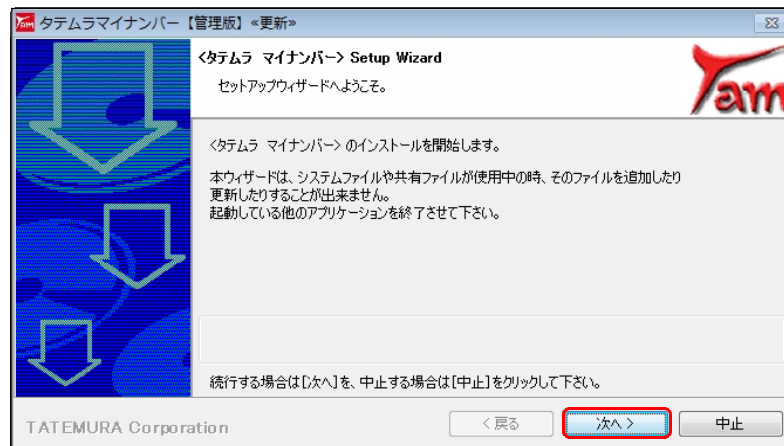 タテムラマイナンバー【管理版】≪更新≫
<タテムラ マイナンバー> Setup Wizard
セットアップウィザードへようこそ。
Tam
<タテムラ マイナンバー> のインストールを開始します。
本ウィザードは、システムファイルや共有ファイルが使用中の時、そのファイルを追加したり
更新したりすることが出来ません。
起動している他のアプリケーションを終了させて下さい。
続行する場合は[次へ]を、中止する場合は[中止]をクリックして下さい。
TATEMURA Corporation
< 戻る
次へ >
中止